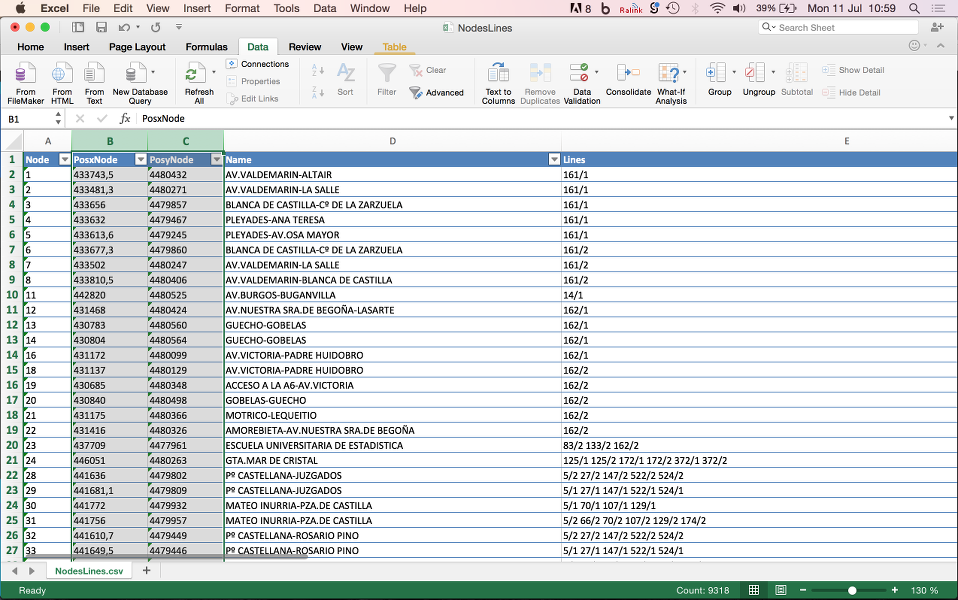 Excel File Edit View Insert Format Tools Data Window Help 8 Ralink 39% Mon 11 Jul 10:59
NodesLines Search Sheet
Home Insert Page Layout Formulas Data Review View Table
From FileMaker From HTML From Text New Database Query Refresh All Connections Properties Edit Links Sort Filter Clear Advanced Text to Columns Remove Duplicates Data Validation Consolidate What-If Analysis Group Ungroup Subtotal Show Detail Hide Detail
B1 fx PosxNode
A B C D E
1 Node PosxNode PosyNode Name Lines
2 1 433743,5 4480432 AV.VALDEMARIN-ALTAIR 161/1
3 2 433481,3 4480271 AV.VALDEMARIN-LA SALLE 161/1
4 3 433656 4479857 BLANCA DE CASTILLA-Cº DE LA ZARZUELA 161/1
5 4 433632 4479467 PLEYADES-ANA TERESA 161/1
6 5 433613,6 4479245 PLEYADES-AV.OSA MAYOR 161/1
7 6 433677,3 4479860 BLANCA DE CASTILLA-Cº DE LA ZARZUELA 161/2
8 7 433502 4480247 AV.VALDEMARIN-LA SALLE 161/2
9 8 433810,5 4480406 AV.VALDEMARIN-BLANCA DE CASTILLA 161/2
10 11 442820 4480525 AV.BURGOS-BUGANVILLA 14/1
11 12 431468 4480424 AV.NUESTRA SRA.DE BEGOÑA-LASARTE 162/1
12 13 430783 4480560 GUECHO-GOBELAS 162/1
13 14 430804 4480564 GUECHO-GOBELAS 162/1
14 16 431172 4480099 AV.VICTORIA-PADRE HUIDOBRO 162/1
15 18 431137 4480129 AV.VICTORIA-PADRE HUIDOBRO 162/2
16 19 430685 4480348 ACCESO A LA A6-AV.VICTORIA 162/2
17 20 430840 4480498 GOBELAS-GUECHO 162/2
18 21 431175 4480366 MOTRICO-LEQUEITIO 162/2
19 22 431416 4480326 AMOREBIETA-AV.NUESTRA SRA.DE BEGOÑA 162/2
20 23 437709 4477961 ESCUELA UNIVERSITARIA DE ESTADISTICA 83/2 133/2 162/2
21 24 446051 4480263 GTA.MAR DE CRISTAL 125/1 125/2 172/1 172/2 372/1 372/2
22 28 441636 4479802 Pº CASTELLANA-JUZGADOS 5/2 27/2 147/2 522/2 524/2
23 29 441681,1 4479809 Pº CASTELLANA-JUZGADOS 5/1 27/1 147/1 522/1 524/1
24 30 441772 4479932 MATEO INURRIA-PZA.DE CASTILLA 5/1 70/1 107/1 129/1
25 31 441756 4479957 MATEO INURRIA-PZA.DE CASTILLA 5/2 66/2 70/2 107/2 129/2 174/2
26 32 441610,7 4479449 Pº CASTELLANA-ROSARIO PINO 5/2 27/2 147/2 522/2 524/2
27 33 441649,5 4479446 Pº CASTELLANA-ROSARIO PINO 5/1 27/1 147/1 522/1 524/1
NodesLines.csv +
Ready Count: 9318 130 %